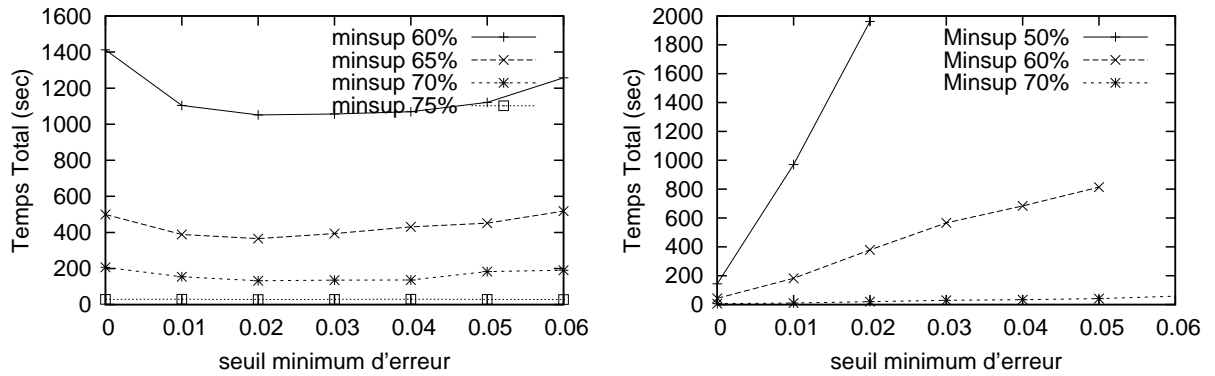 1600
1400
1200
1000
800
600
400
200
0
Temps Total (sec)
minsup 60%
minsup 65%
minsup 70%
minsup 75%
0 0.01 0.02 0.03 0.04 0.05 0.06
seuil minimum d'erreur
2000
1800
1600
1400
1200
1000
800
600
400
200
0
Temps Total (sec)
Minsup 50%
Minsup 60%
Minsup 70%
0 0.01 0.02 0.03 0.04 0.05 0.06
seuil minimum d'erreur